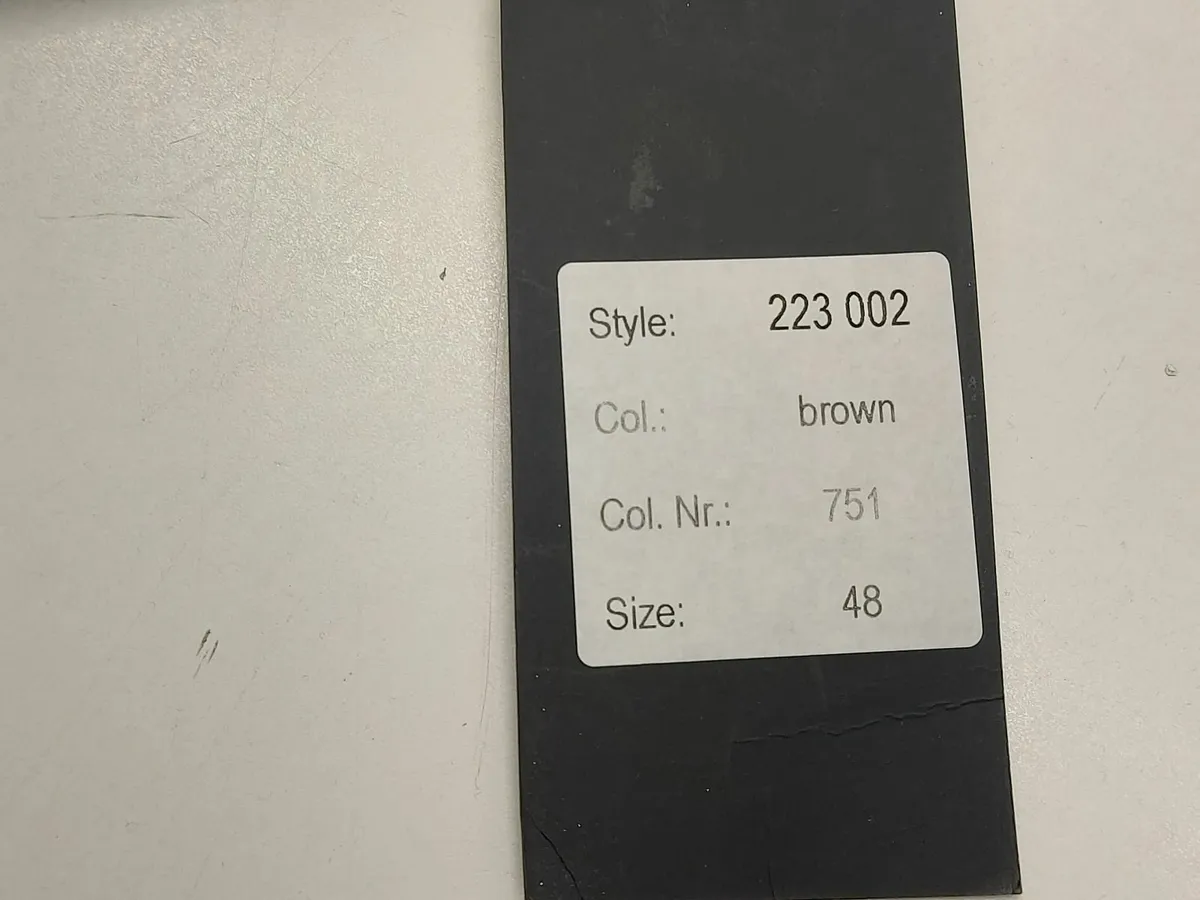 Style: 223 002
Col.: brown
Col. Nr.: 751
Size: 48